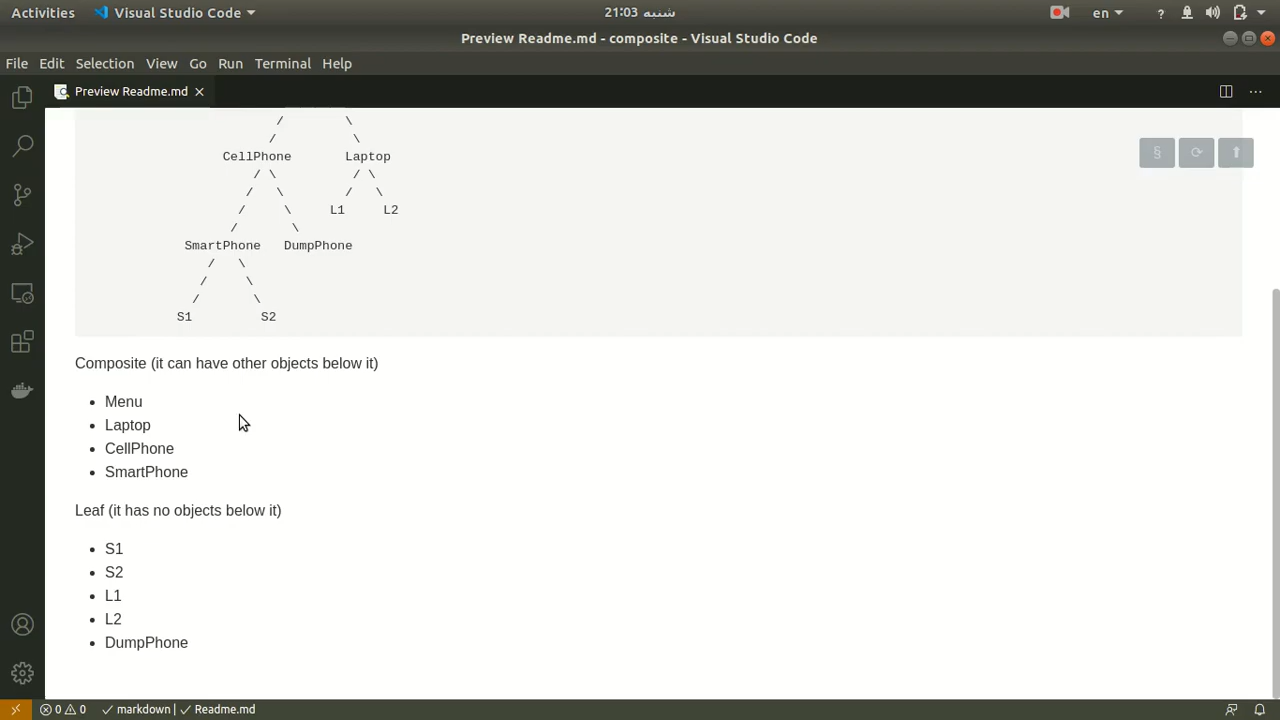 Activities Visual Studio Code شنبه 21:03 en ?
Preview Readme.md - composite - Visual Studio Code
File Edit Selection View Go Run Terminal Help
Preview Readme.md
/ \
/ \
CellPhone Laptop
/ \ / \
/ \ / \
/ \ L1 L2
/ \
SmartPhone DumpPhone
/ \
/ \
/ \
S1 S2
Composite (it can have other objects below it)
• Menu
• Laptop
• CellPhone
• SmartPhone
Leaf (it has no objects below it)
• S1
• S2
• L1
• L2
• DumpPhone
0 0 markdown | Readme.md